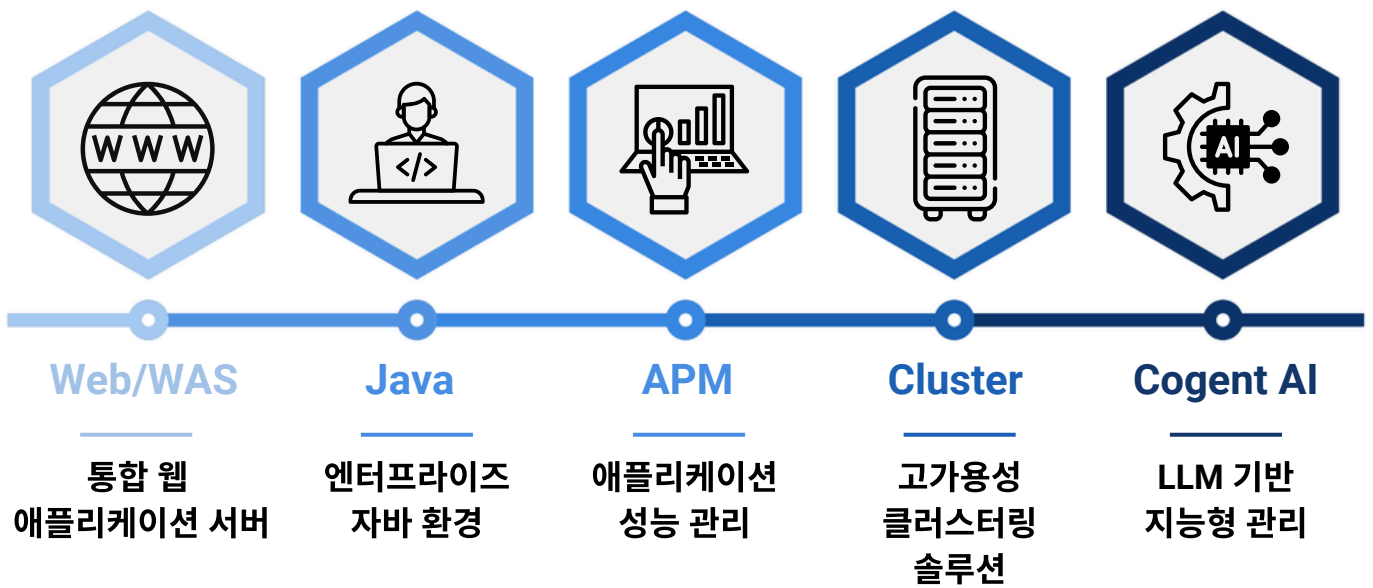 WWW
</>
AI
Web/WAS
통합 웹
애플리케이션 서버
Java
엔터프라이즈
자바 환경
APM
애플리케이션
성능 관리
Cluster
고가용성
클러스터링
솔루션
Cogent AI
LLM 기반
지능형 관리